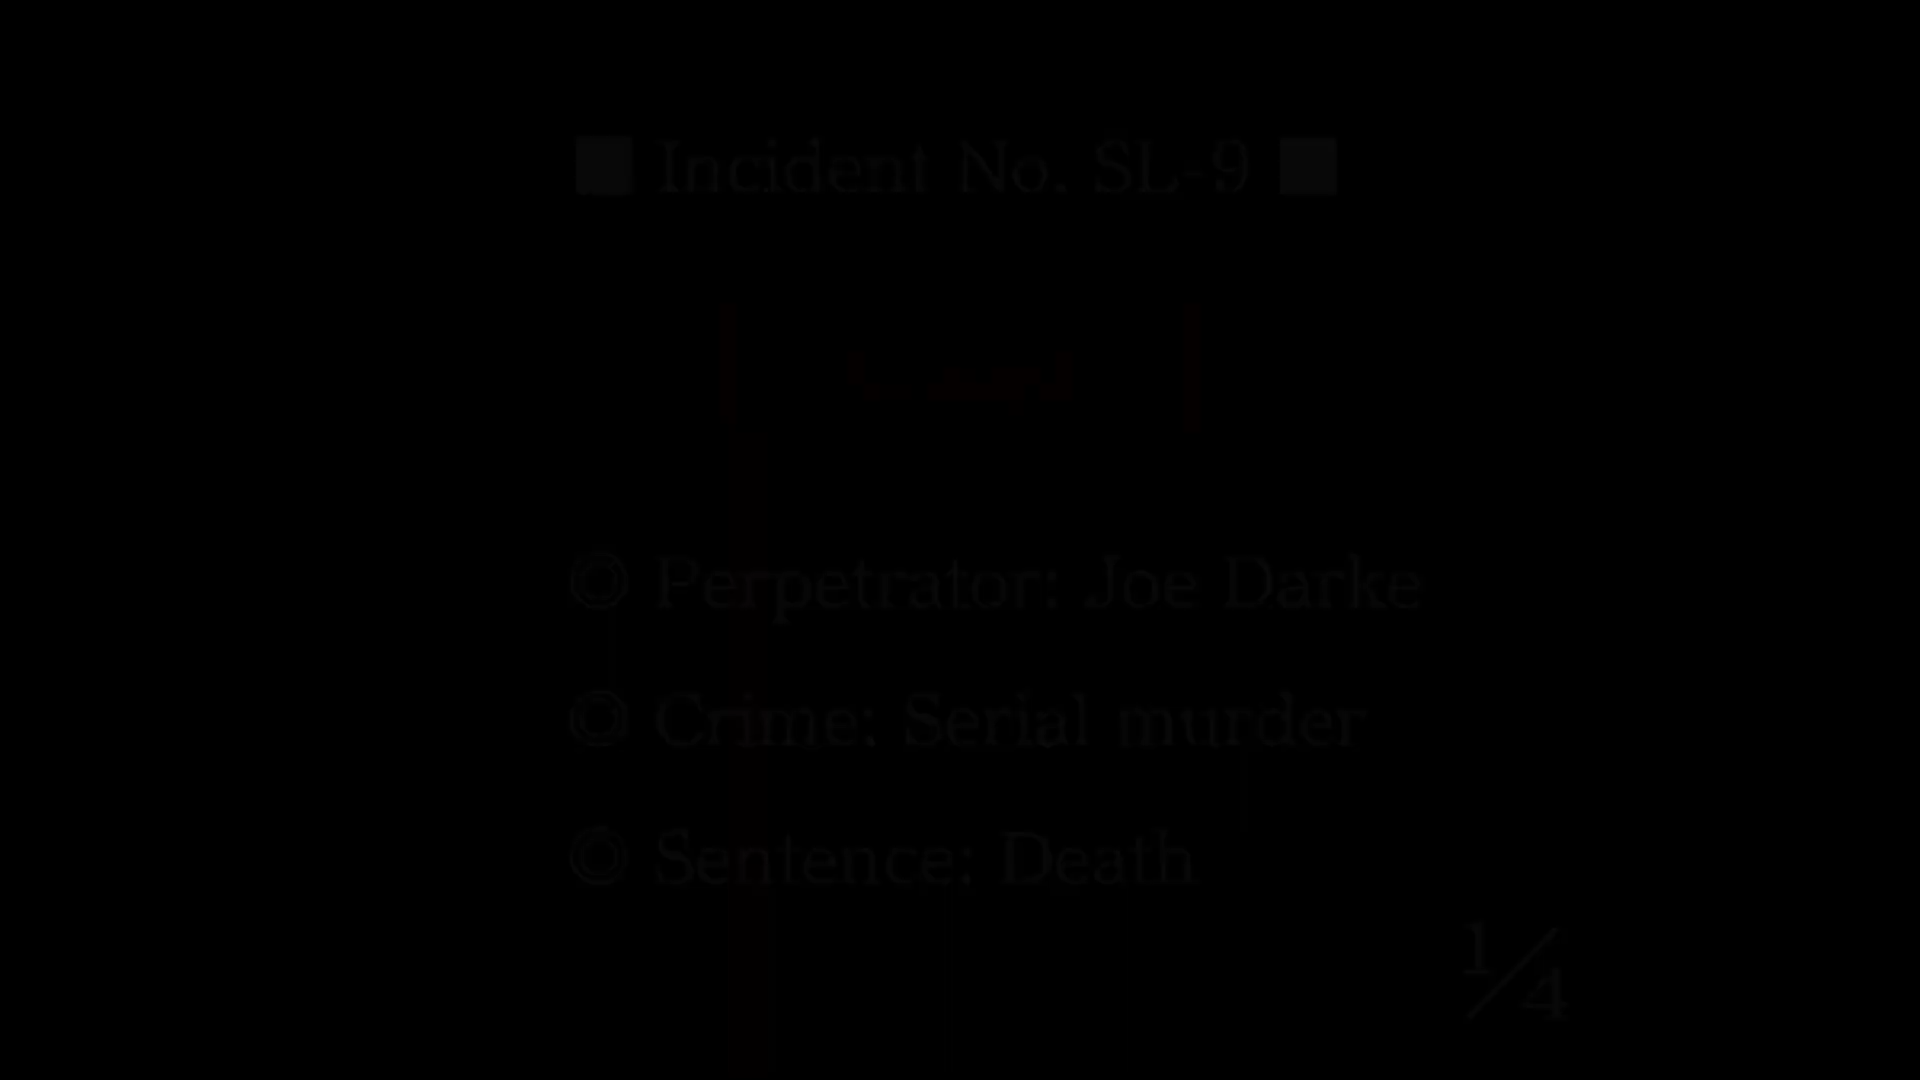 ■ Incident No. SL-9 ■
◎ Perpetrator: Joe Darke
◎ Crime: Serial murder
◎ Sentence: Death
1/4